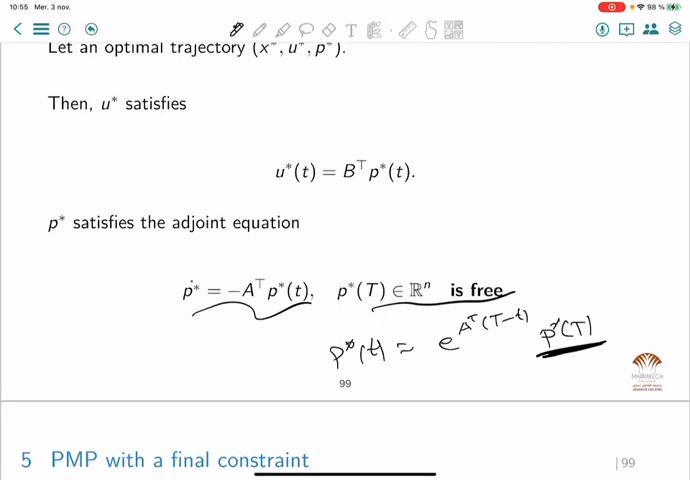 10:55 Mer. 3 nov. 98 %
Let an optimal trajectory (x*, u*, p*).
Then, u* satisfies
u*(t) = B⊤ p*(t).
p* satisfies the adjoint equation
ṗ* = −A⊤ p*(t), p*(T) ∈ ℝⁿ is free
p*(t) = e^{A^T(T−t)} p*(T)
99
MARRAKECH
5 PMP with a final constraint
| 99